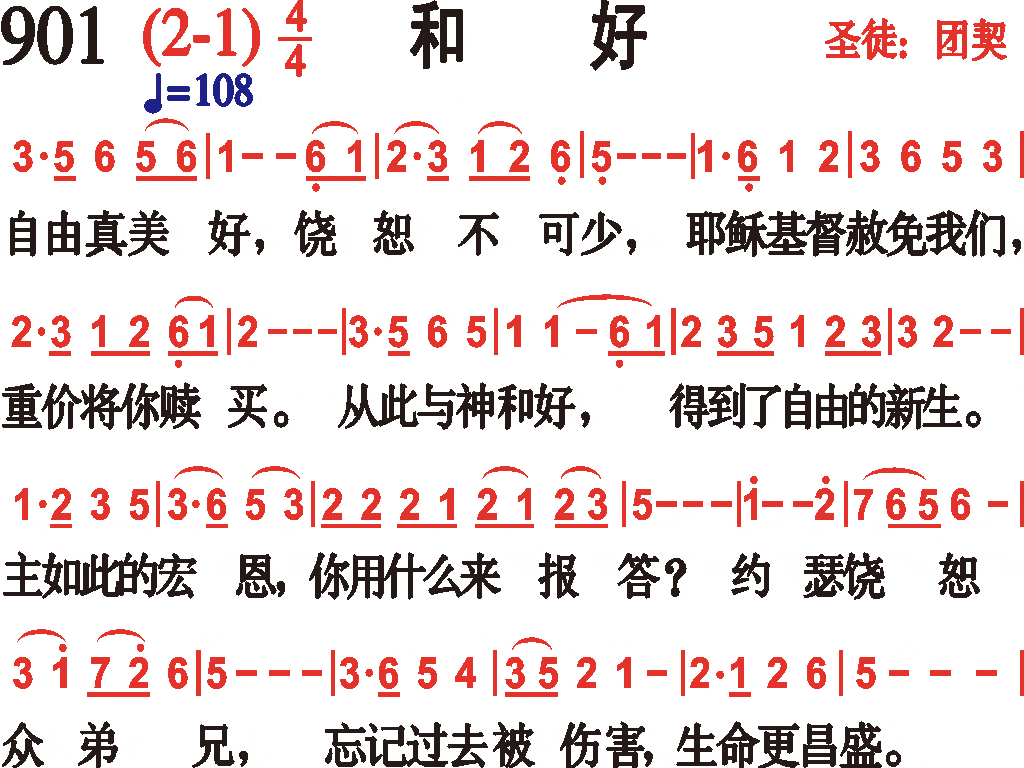 901 (2-1) 4/4 和 好 圣徒：团契
♩=108
3·5 6 5 6|1- -6 1|2·3 1 2 6|5---|1·6 1 2|3 6 5 3|
自由真美 好，饶 恕 不 可少， 耶稣基督赦免我们，
2·3 1 2 6 1|2 ---|3·5 6 5|1 1 - 6 1|2 3 5 1 2 3|3 2--|
重价将你赎 买。 从此与神和好， 得到了自由的新生。
1·2 3 5|3·6 5 3|2 2 2 1 2 1 2 3|5---|1--2|7 6 5 6 -|
主如此的宏 恩，你用什么来 报 答？ 约 瑟饶 恕
3 1 7 2 6|5- - -|3·6 5 4|3 5 2 1-|2·1 2 6|5- - -|
众 弟 兄， 忘记过去被 伤害，生命更昌盛。